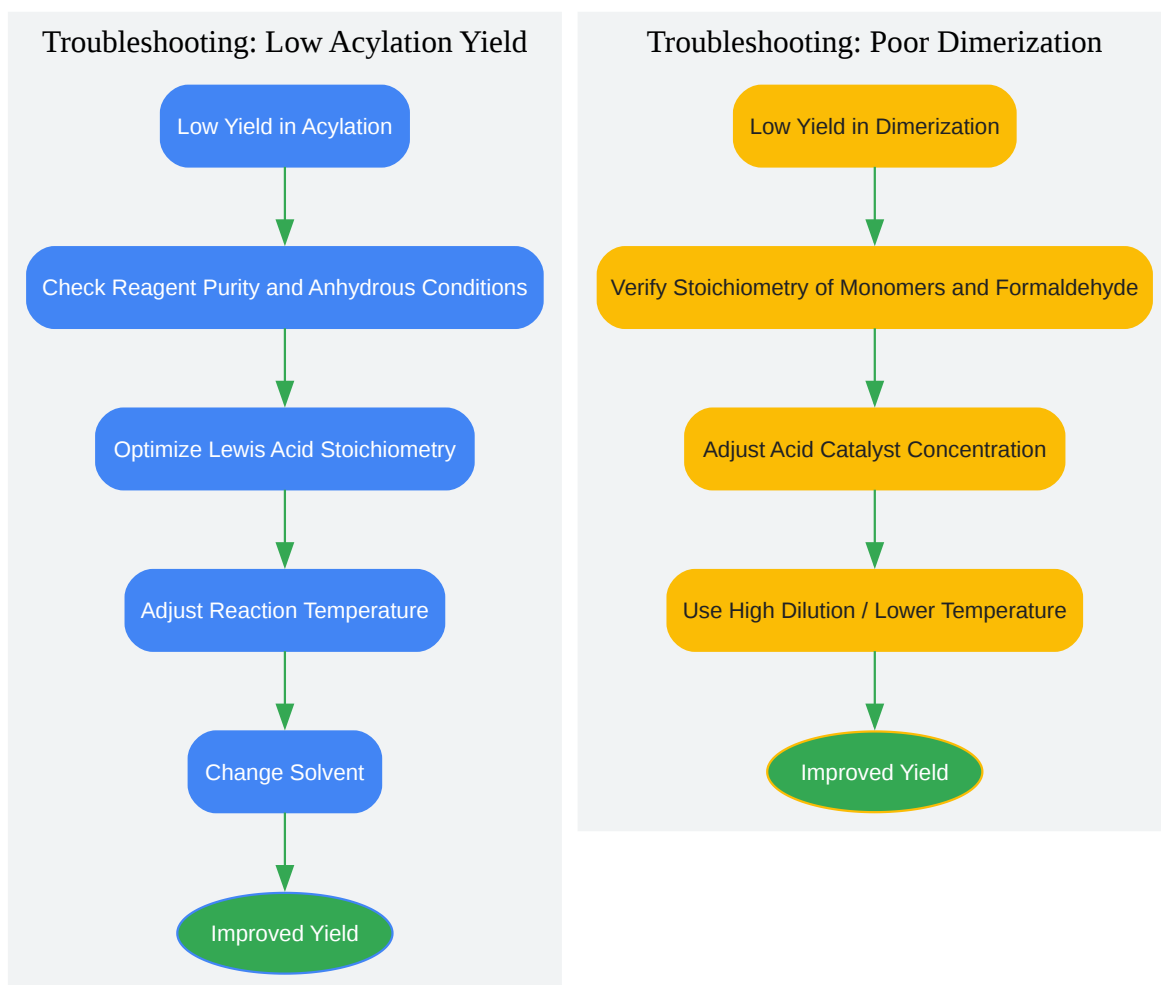 Troubleshooting: Low Acylation Yield
Low Yield in Acylation
Check Reagent Purity and Anhydrous Conditions
Optimize Lewis Acid Stoichiometry
Adjust Reaction Temperature
Change Solvent
Improved Yield
Troubleshooting: Poor Dimerization
Low Yield in Dimerization
Verify Stoichiometry of Monomers and Formaldehyde
Adjust Acid Catalyst Concentration
Use High Dilution / Lower Temperature
Improved Yield